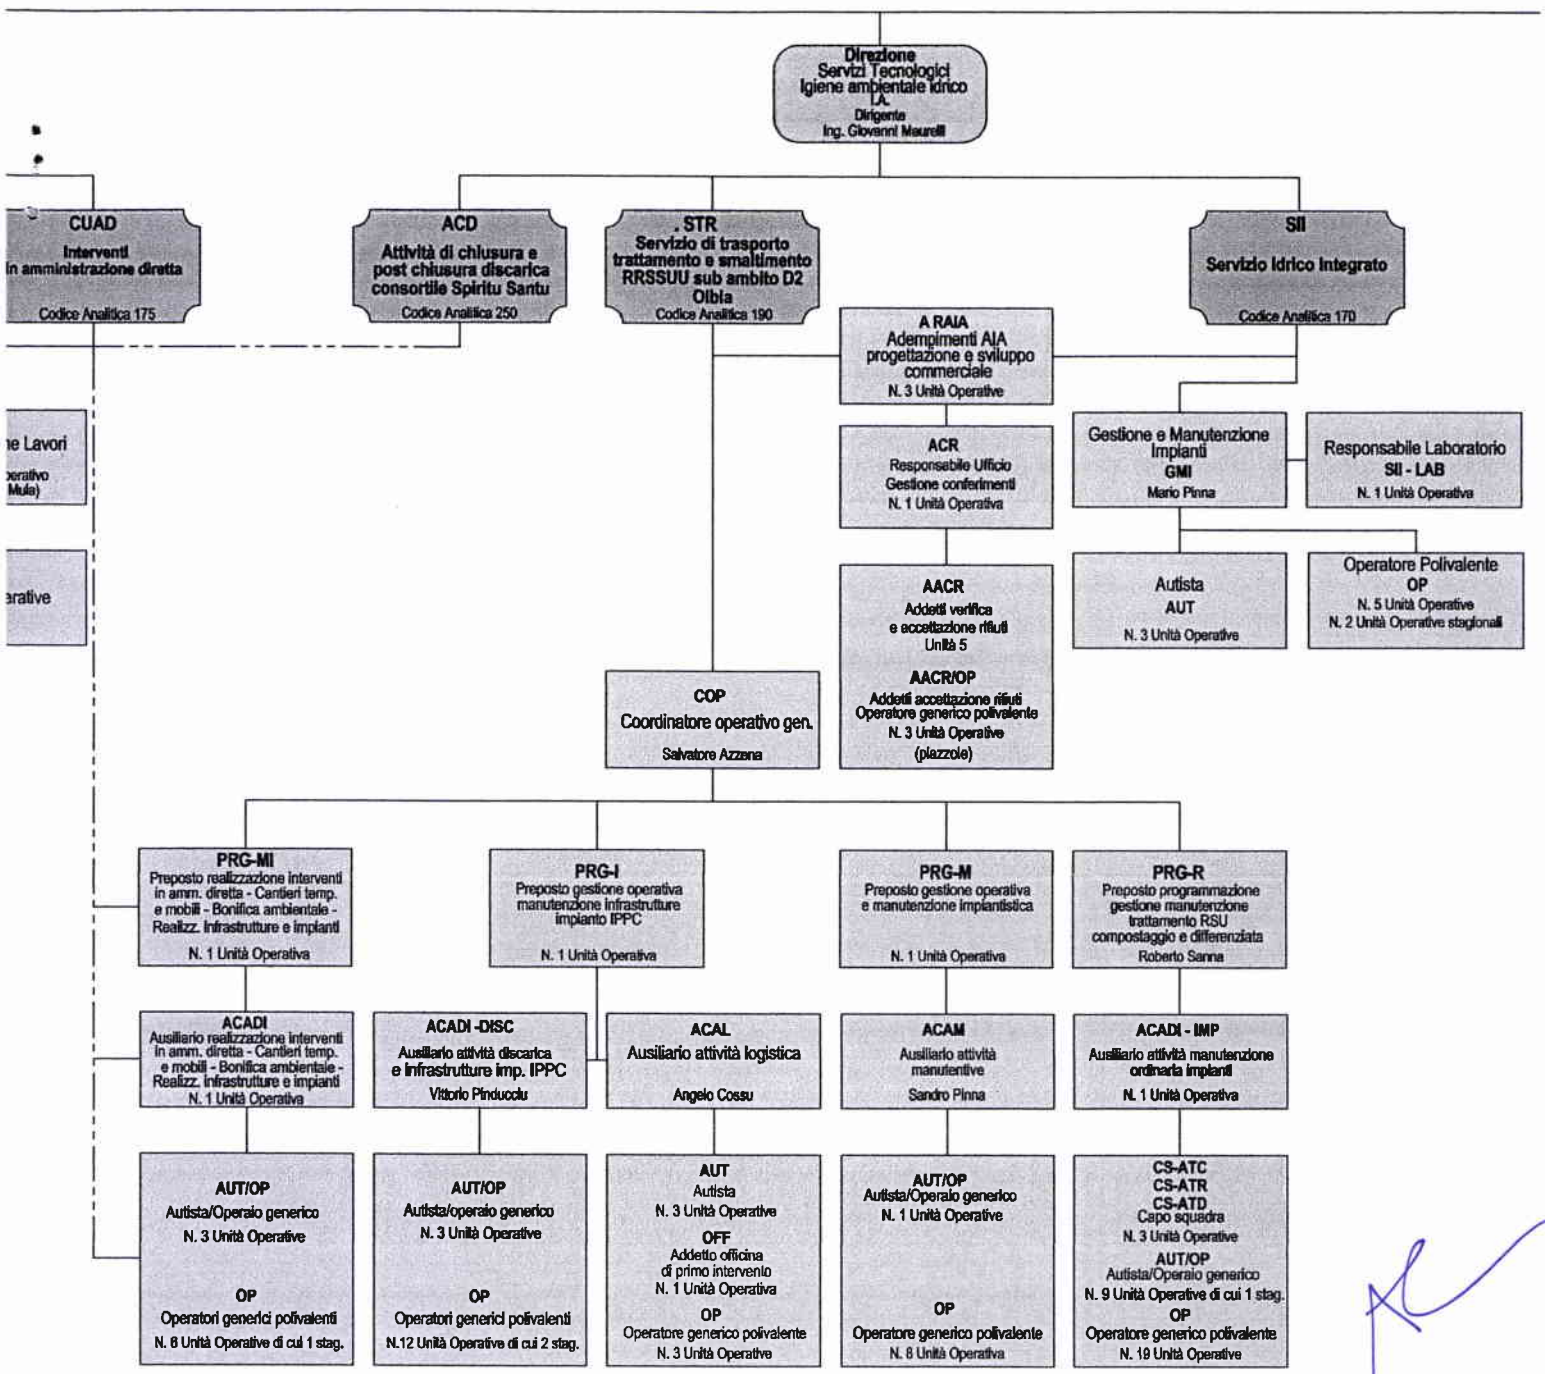 Direzione
Servizi Tecnologici
Igiene ambientale idrico
I.A.
Dirigente
Ing. Giovanni Maurelli
CUAD
Interventi
in amministrazione diretta
Codice Analitica 175
ACD
Attività di chiusura e
post chiusura discarica
consortile Spiritu Santu
Codice Analitica 250
. STR
Servizio di trasporto
trattamento e smaltimento
RRSSUU sub ambito D2
Olbia
Codice Analitica 190
SII
Servizio Idrico Integrato
Codice Analitica 170
A RAIA
Adempimenti AIA
progettazione e sviluppo
commerciale
N. 3 Unità Operative
ne Lavori
perativo
Mula)
erative
ACR
Responsabile Ufficio
Gestione conferimenti
N. 1 Unità Operativa
Gestione e Manutenzione
Impianti
GMI
Mario Pinna
Responsabile Laboratorio
SII - LAB
N. 1 Unità Operativa
AACR
Addetti verifica
e accettazione rifiuti
Unità 5
AACR/OP
Addetti accettazione rifiuti
Operatore generico polivalente
N. 3 Unità Operative
(piazzole)
Autista
AUT
N. 3 Unità Operative
Operatore Polivalente
OP
N. 5 Unità Operative
N. 2 Unità Operative stagionali
COP
Coordinatore operativo gen.
Salvatore Azzena
PRG-MI
Preposto realizzazione interventi
in amm. diretta - Cantieri temp.
e mobili - Bonifica ambientale -
Realizz. Infrastrutture e impianti
N. 1 Unità Operativa
PRG-I
Preposto gestione operativa
manutenzione infrastrutture
impianto IPPC
N. 1 Unità Operativa
PRG-M
Preposto gestione operativa
e manutenzione impiantistica
N. 1 Unità Operativa
PRG-R
Preposto programmazione
gestione manutenzione
trattamento RSU
compostaggio e differenziata
Roberto Sanna
ACADI
Ausiliario realizzazione interventi
in amm. diretta - Cantieri temp.
e mobili - Bonifica ambientale -
Realizz. infrastrutture e impianti
N. 1 Unità Operativa
ACADI -DISC
Ausiliario attività discarica
e infrastrutture imp. IPPC
Vittorio Pinducciu
ACAL
Ausiliario attività logistica
Angelo Cossu
ACAM
Ausiliario attività
manutentive
Sandro Pinna
ACADI - IMP
Ausiliario attività manutenzione
ordinaria impianti
N. 1 Unità Operativa
AUT/OP
Autista/Operaio generico
N. 3 Unità Operative
OP
Operatori generici polivalenti
N. 6 Unità Operative di cui 1 stag.
AUT/OP
Autista/operaio generico
N. 3 Unità Operative
OP
Operatori generici polivalenti
N.12 Unità Operative di cui 2 stag.
AUT
Autista
N. 3 Unità Operative
OFF
Addetto officina
di primo intervento
N. 1 Unità Operativa
OP
Operatore generico polivalente
N. 3 Unità Operative
AUT/OP
Autista/Operaio generico
N. 1 Unità Operative
OP
Operatore generico polivalente
N. 8 Unità Operativa
CS-ATC
CS-ATR
CS-ATD
Capo squadra
N. 3 Unità Operative
AUT/OP
Autista/Operaio generico
N. 9 Unità Operative di cui 1 stag.
OP
Operatore generico polivalente
N. 19 Unità Operative